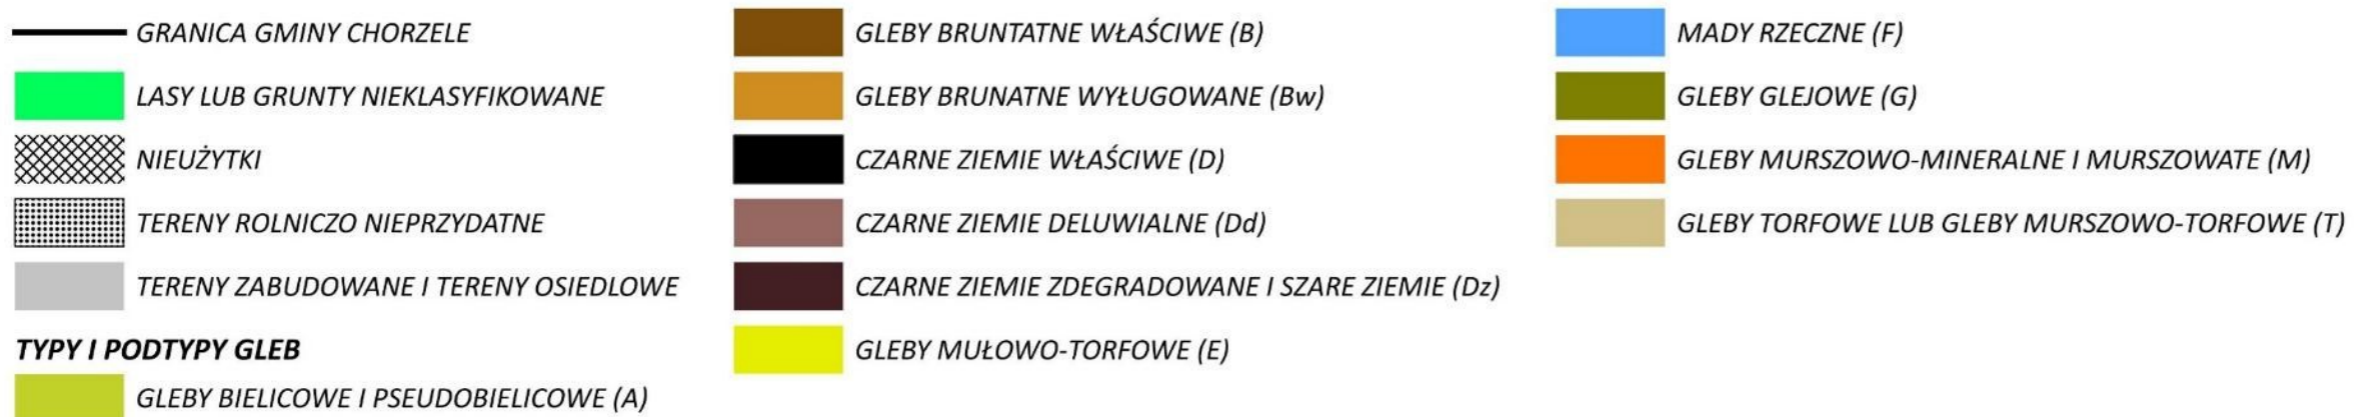 GRANICA GMINY CHORZELE
LASY LUB GRUNTY NIEKLASYFIKOWANE
NIEUŻYTKI
TERENY ROLNICZO NIEPRZYDATNE
TERENY ZABUDOWANE I TERENY OSIEDLOWE
TYPY I PODTYPY GLEB
GLEBY BIELICOWE I PSEUDOBIELICOWE (A)
GLEBY BRUNTATNE WŁAŚCIWE (B)
GLEBY BRUNATNE WYŁUGOWANE (Bw)
CZARNE ZIEMIE WŁAŚCIWE (D)
CZARNE ZIEMIE DELUWIALNE (Dd)
CZARNE ZIEMIE ZDEGRADOWANE I SZARE ZIEMIE (Dz)
GLEBY MUŁOWO-TORFOWE (E)
MADY RZECZNE (F)
GLEBY GLEJOWE (G)
GLEBY MURSZOWO-MINERALNE I MURSZOWATE (M)
GLEBY TORFOWE LUB GLEBY MURSZOWO-TORFOWE (T)